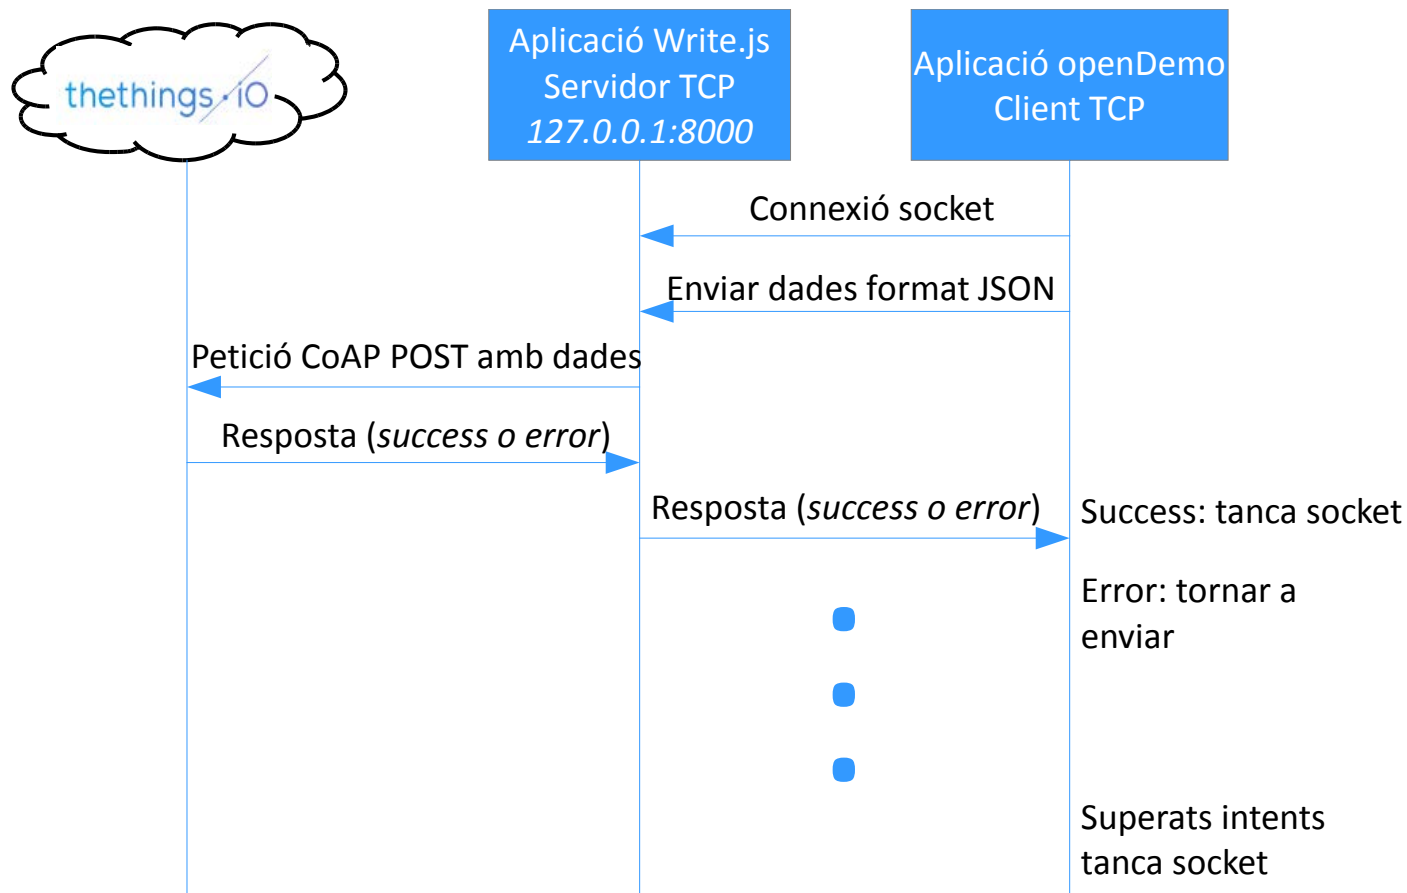 thethings.iO
Aplicació Write.js
Servidor TCP
127.0.0.1:8000
Aplicació openDemo
Client TCP
Connexió socket
Enviar dades format JSON
Petició CoAP POST amb dades
Resposta (success o error)
Resposta (success o error)
Success: tanca socket
Error: tornar a
enviar
Superats intents
tanca socket